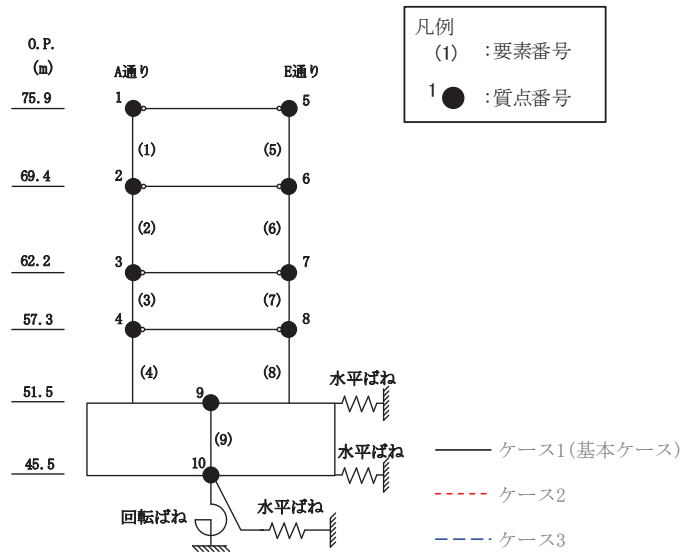 O.P.
(m)
A通り
E通り
75.9
1
5
(1)
(5)
69.4
2
6
(2)
(6)
62.2
3
7
(3)
(7)
57.3
4
8
(4)
(8)
51.5
9
水平ばね
(9)
45.5
10
水平ばね
回転ばね
水平ばね
凡例
(1) :要素番号
1 :質点番号
ケース1(基本ケース)
ケース2
ケース3